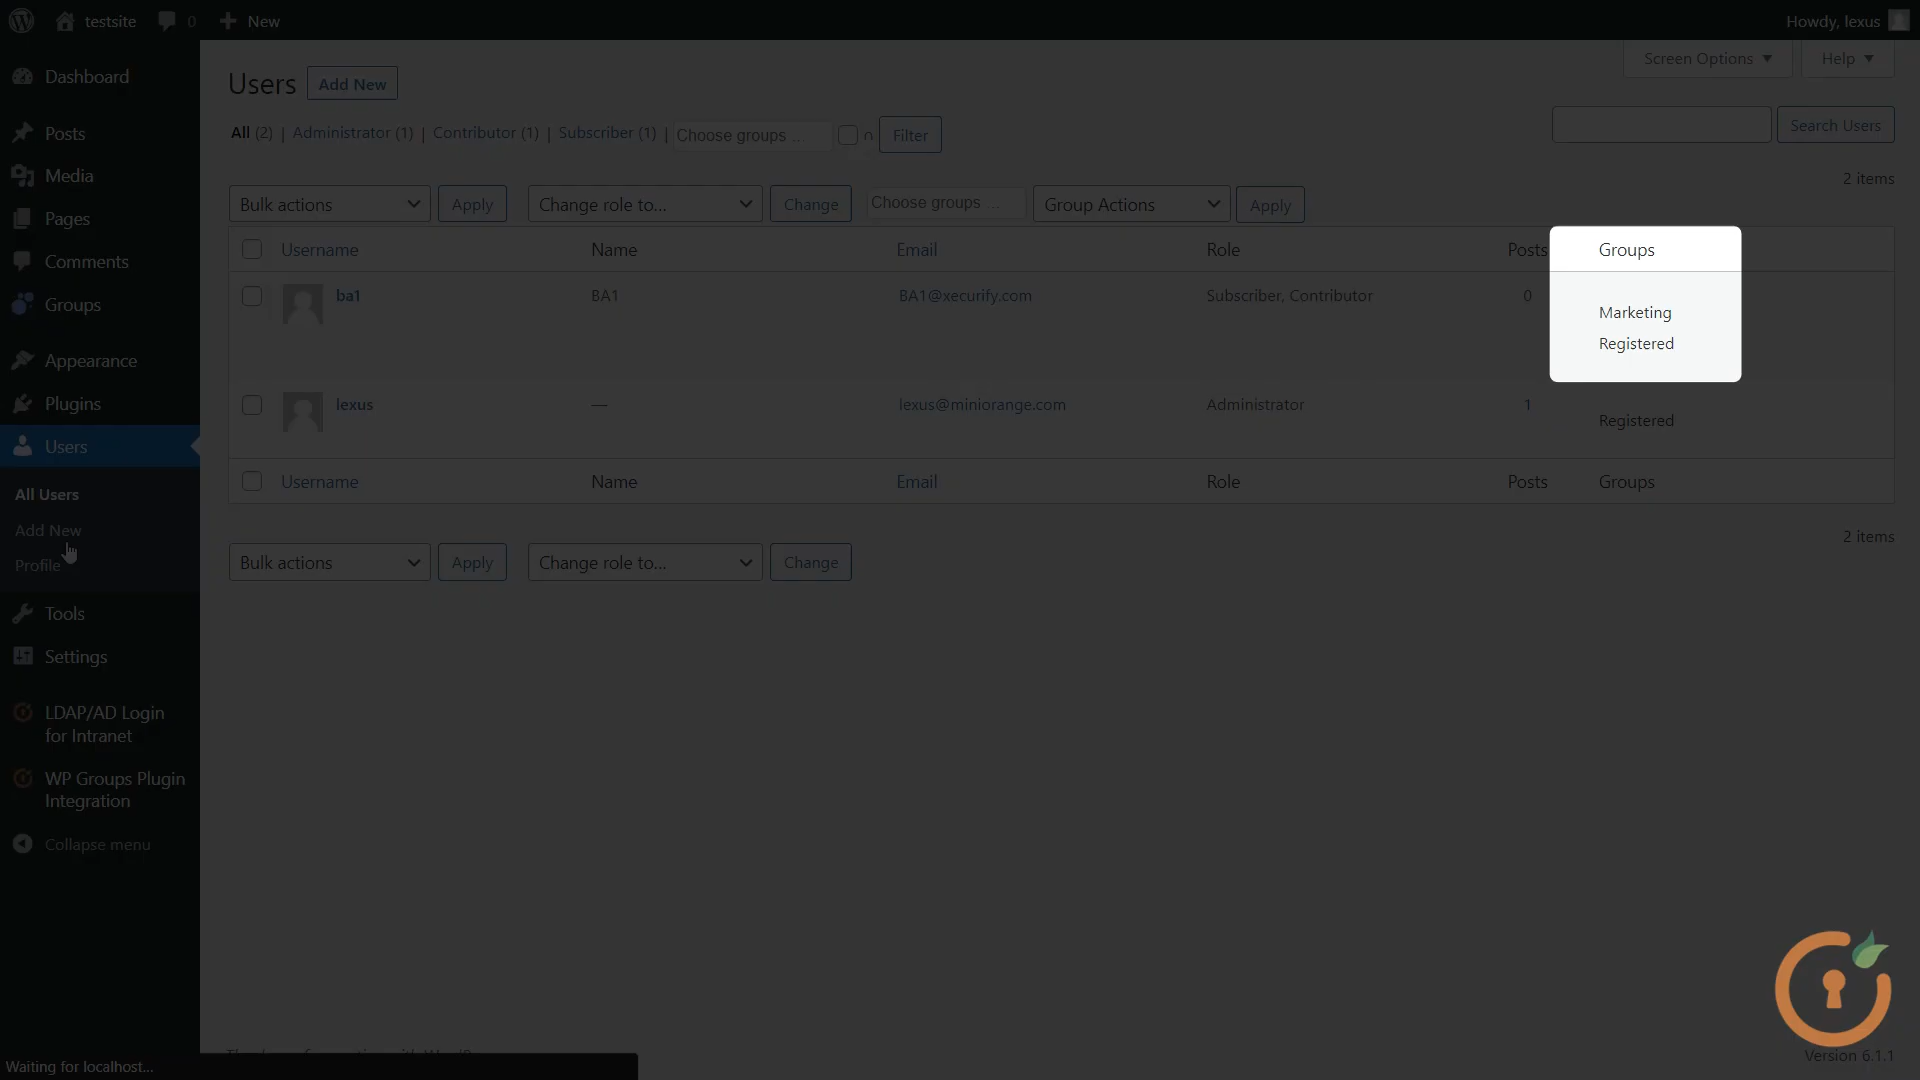 testsite 0 New Howdy, lexus
Dashboard
Posts
Media
Pages
Comments
Groups
Appearance
Plugins
Users
All Users
Add New
Profile
Tools
Settings
LDAP/AD Login
for Intranet
WP Groups Plugin
Integration
Collapse menu
Screen Options Help
Users Add New
All (2) | Administrator (1) | Contributor (1) | Subscriber (1) | Choose groups ... ∩ Filter
Search Users
2 items
Bulk actions Apply Change role to... Change Choose groups ... Group Actions Apply
Username Name Email Role Posts Groups
ba1 BA1 BA1@xecurify.com Subscriber, Contributor 0
Marketing
Registered
lexus — lexus@miniorange.com Administrator 1
Registered
Username Name Email Role Posts Groups
2 items
Bulk actions Apply Change role to... Change
Version 6.1.1
Waiting for localhost...